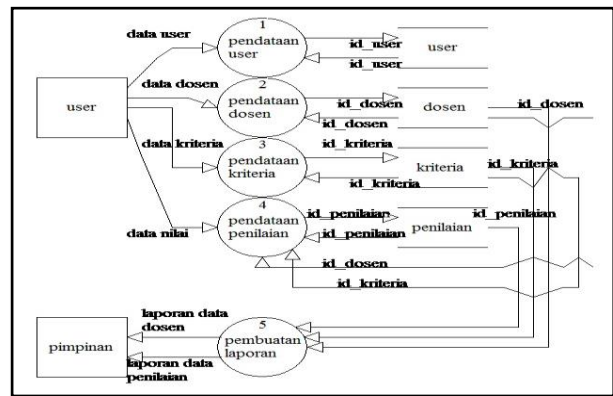 1
data user
pendataan
user
id_user
id_user
user
user
data dosen
2
pendataan
dosen
id_dosen
id_dosen
dosen
id_dosen
data kriteria
3
pendataan
kriteria
id_kriteria
id_kriteria
kriteria
id_kriteria
4
pendataan
penilaian
data nilai
id_penilaian
id_penilaian
penilaian
id_penilaian
id_dosen
id_kriteria
laporan data
dosen
5
pembuatan
laporan
pimpinan
laporan data
penilaian